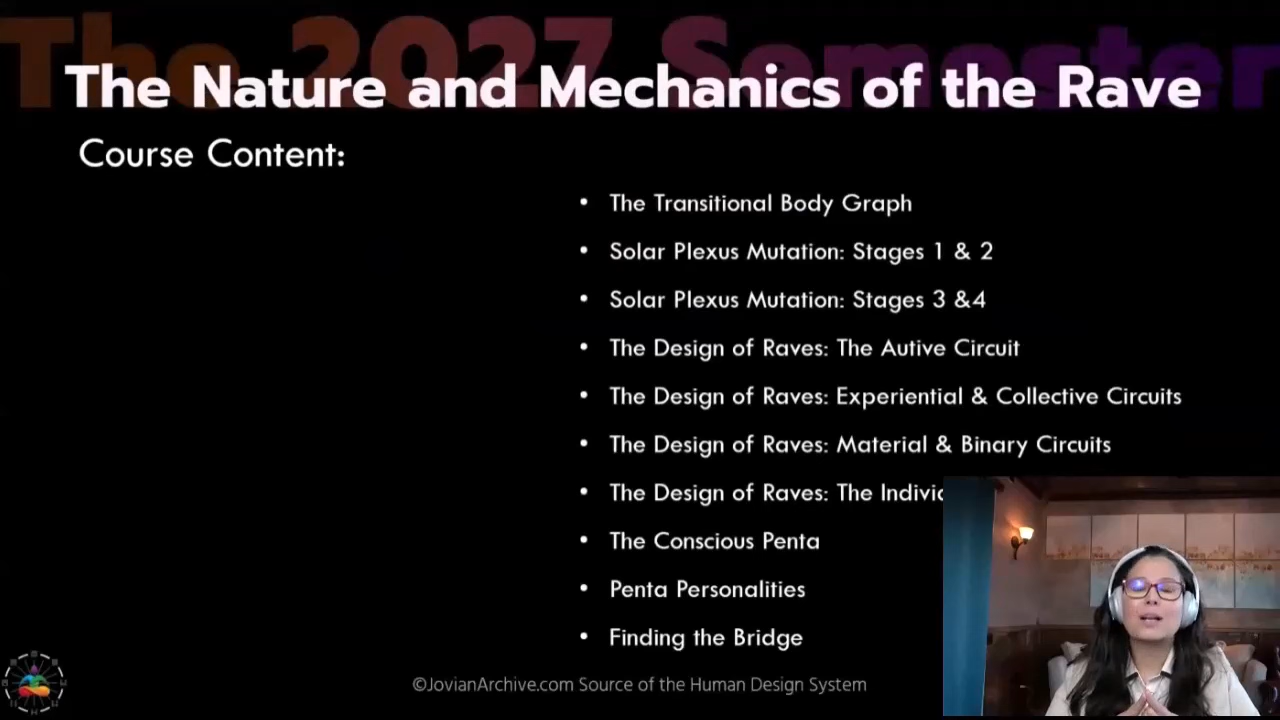 The 2027 Semester
The Nature and Mechanics of the Rave
Course Content:
• The Transitional Body Graph
• Solar Plexus Mutation: Stages 1 & 2
• Solar Plexus Mutation: Stages 3 &4
• The Design of Raves: The Autive Circuit
• The Design of Raves: Experiential & Collective Circuits
• The Design of Raves: Material & Binary Circuits
• The Design of Raves: The
• The Conscious Penta
• Penta Personalities
• Finding the Bridge
©JovianArchive.com Source of the Human Design System